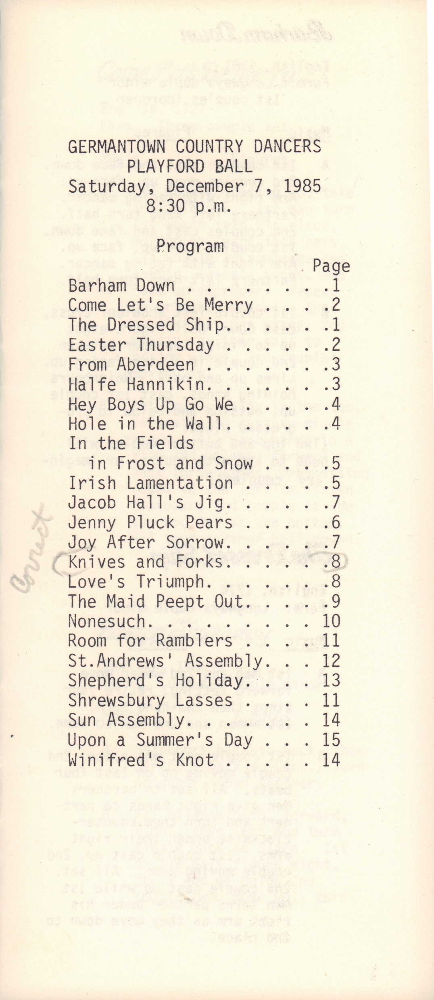 GERMANTOWN COUNTRY DANCERS
PLAYFORD BALL
Saturday, December 7, 1985
8:30 p.m.
Program
Page
Barham Down . . . . . . . .1
Come Let's Be Merry . . . .2
The Dressed Ship. . . . . .1
Easter Thursday . . . . . .2
From Aberdeen . . . . . . .3
Halfe Hannikin. . . . . . .3
Hey Boys Up Go We . . . . .4
Hole in the Wall. . . . . .4
In the Fields
in Frost and Snow . . . .5
Irish Lamentation . . . . .5
Jacob Hall's Jig. . . . . .7
Jenny Pluck Pears . . . . .6
Joy After Sorrow. . . . . .7
Knives and Forks. . . . . .8
Love's Triumph. . . . . . .8
The Maid Peept Out. . . . .9
Nonesuch. . . . . . . . . 10
Room for Ramblers . . . . 11
St.Andrews' Assembly. . . 12
Shepherd's Holiday. . . . 13
Shrewsbury Lasses . . . . 11
Sun Assembly. . . . . . . 14
Upon a Summer's Day . . . 15
Winifred's Knot . . . . . 14
Correct